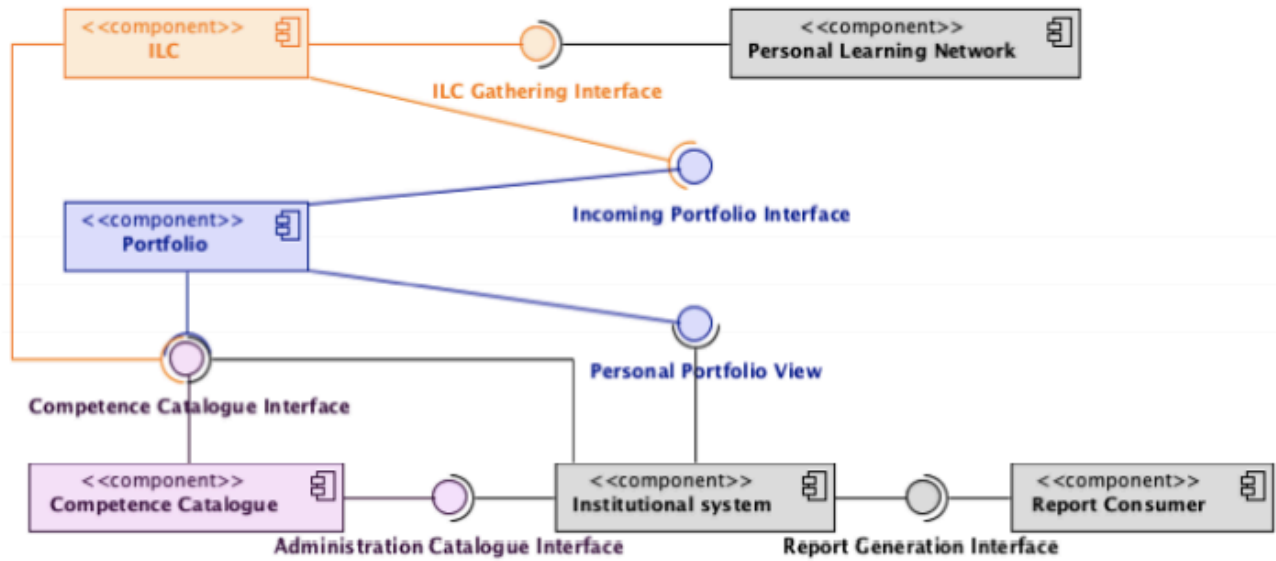 <<component>>
ILC
<<component>>
Personal Learning Network
ILC Gathering Interface
<<component>>
Portfolio
Incoming Portfolio Interface
Personal Portfolio View
Competence Catalogue Interface
<<component>>
Competence Catalogue
<<component>>
Institutional system
<<component>>
Report Consumer
Administration Catalogue Interface
Report Generation Interface